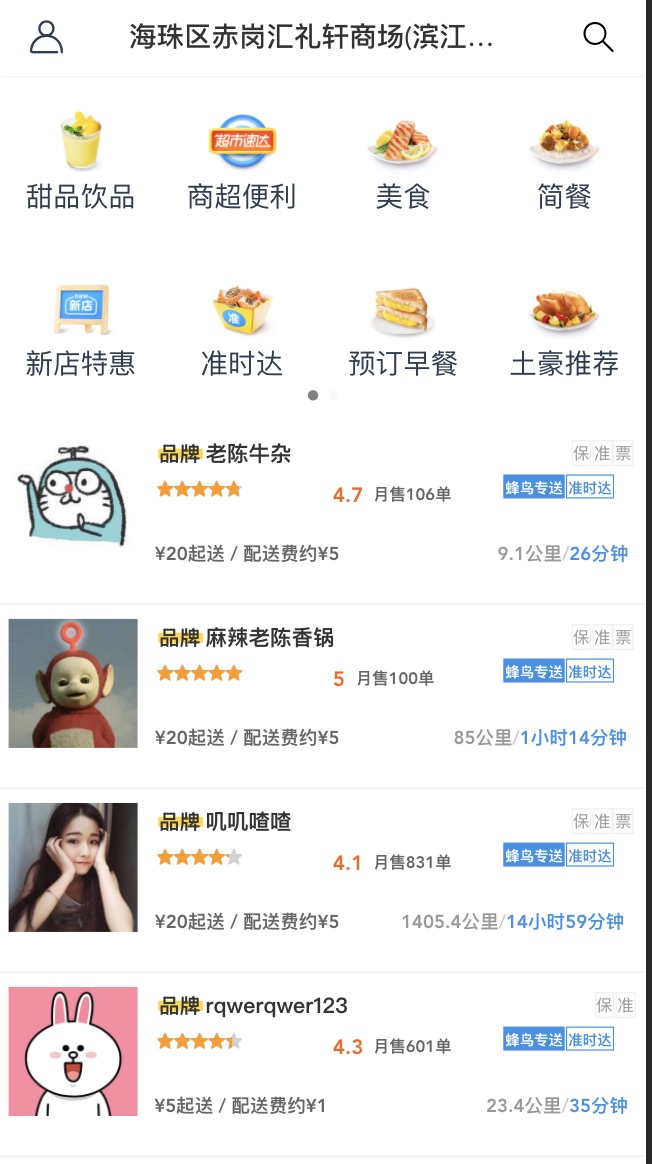 海珠区赤岗汇礼轩商场(滨江...
超市速达
甜品饮品 商超便利 美食 简餐
new
新店
准
新店特惠 准时达 预订早餐 土豪推荐
品牌 老陈牛杂 保 准 票
4.7 月售106单 蜂鸟专送 准时达
¥20起送 / 配送费约¥5 9.1公里/26分钟
品牌 麻辣老陈香锅 保 准 票
5 月售100单 蜂鸟专送 准时达
¥20起送 / 配送费约¥5 85公里/1小时14分钟
品牌 叽叽喳喳 保 准 票
4.1 月售831单 蜂鸟专送 准时达
¥20起送 / 配送费约¥5 1405.4公里/14小时59分钟
品牌 rqwerqwer123 保 准
4.3 月售601单 蜂鸟专送 准时达
¥5起送 / 配送费约¥1 23.4公里/35分钟